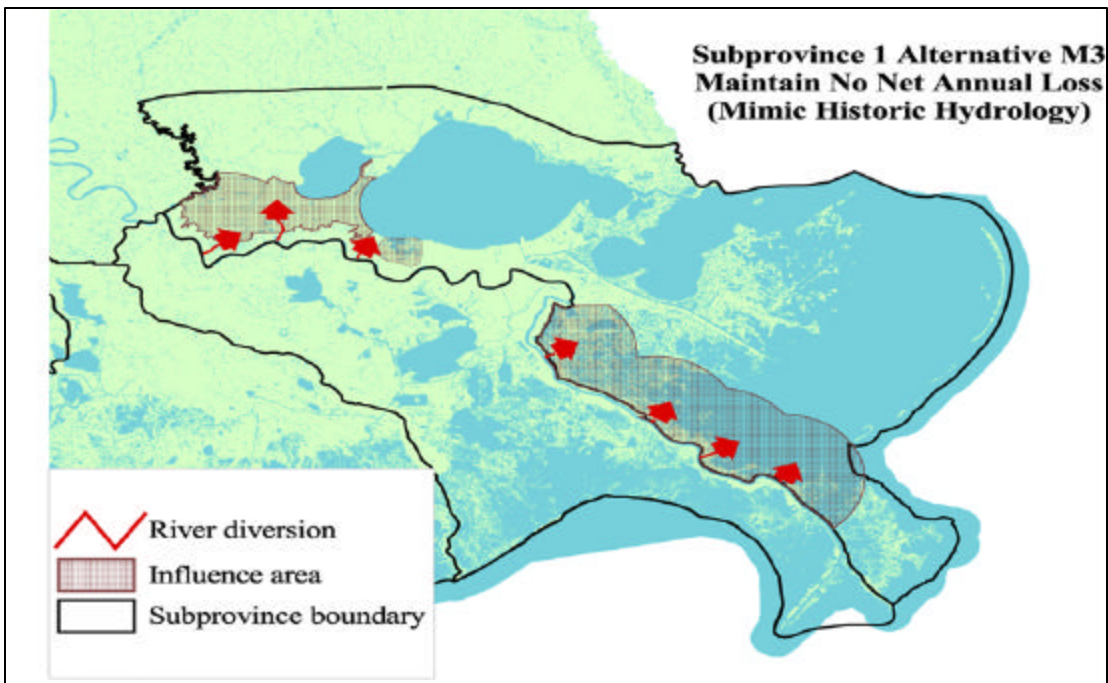 Subprovince 1 Alternative M3
Maintain No Net Annual Loss
(Mimic Historic Hydrology)
River diversion
Influence area
Subprovince boundary